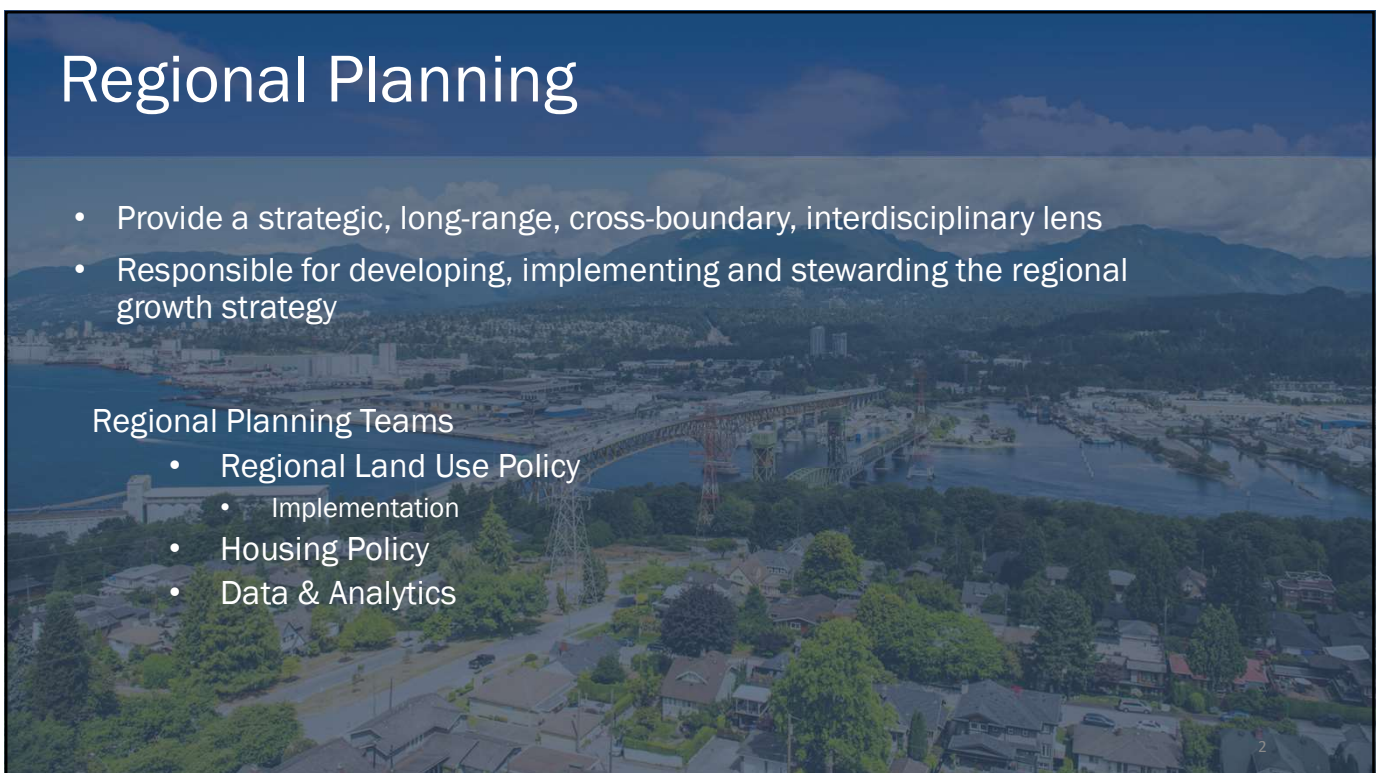 Regional Planning
• Provide a strategic, long-range, cross-boundary, interdisciplinary lens
• Responsible for developing, implementing and stewarding the regional
growth strategy
Regional Planning Teams
• Regional Land Use Policy
• Implementation
• Housing Policy
• Data & Analytics
2